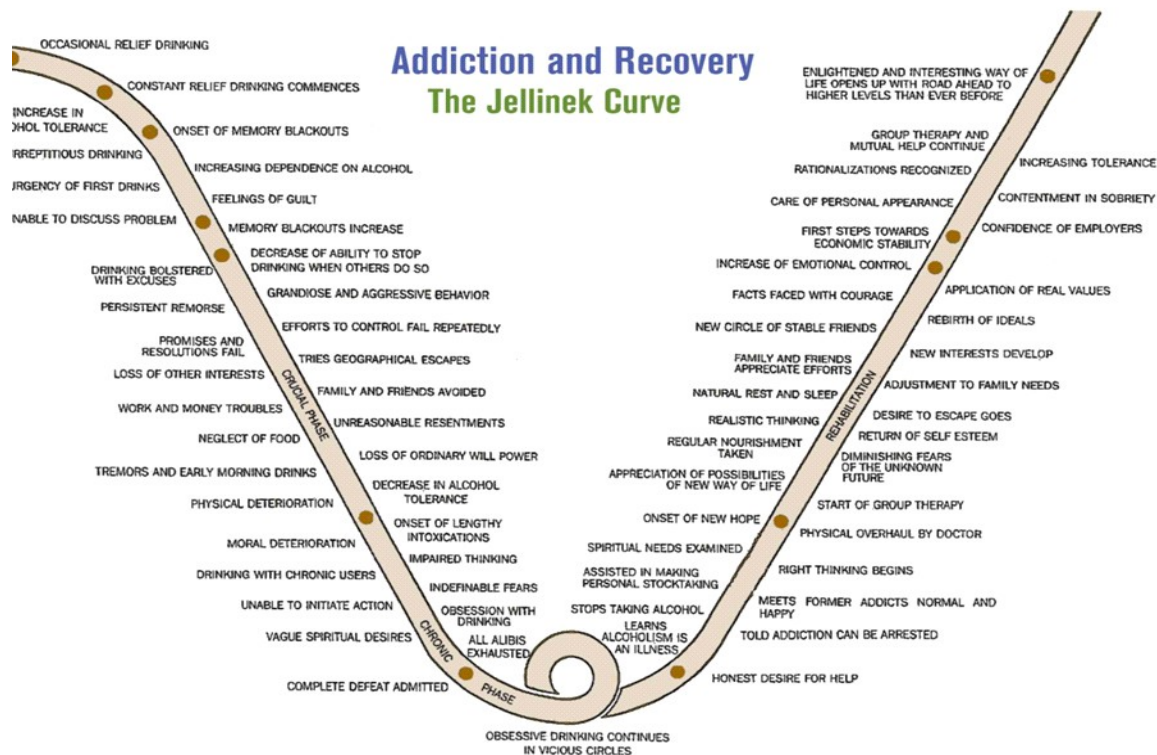 Addiction and Recovery
The Jellinek Curve
OCCASIONAL RELIEF DRINKING
CONSTANT RELIEF DRINKING COMMENCES
INCREASE IN
OHOL TOLERANCE
ONSET OF MEMORY BLACKOUTS
RREPTITIOUS DRINKING
INCREASING DEPENDENCE ON ALCOHOL
URGENCY OF FIRST DRINKS
FEELINGS OF GUILT
NABLE TO DISCUSS PROBLEM
MEMORY BLACKOUTS INCREASE
DECREASE OF ABILITY TO STOP
DRINKING WHEN OTHERS DO SO
DRINKING BOLSTERED
WITH EXCUSES
GRANDIOSE AND AGGRESSIVE BEHAVIOR
PERSISTENT REMORSE
EFFORTS TO CONTROL FAIL REPEATEDLY
PROMISES AND
RESOLUTIONS FAIL
TRIES GEOGRAPHICAL ESCAPES
LOSS OF OTHER INTERESTS
CRUCIAL PHASE
FAMILY AND FRIENDS AVOIDED
WORK AND MONEY TROUBLES
UNREASONABLE RESENTMENTS
NEGLECT OF FOOD
LOSS OF ORDINARY WILL POWER
TREMORS AND EARLY MORNING DRINKS
DECREASE IN ALCOHOL
TOLERANCE
PHYSICAL DETERIORATION
ONSET OF LENGTHY
INTOXICATIONS
MORAL DETERIORATION
IMPAIRED THINKING
DRINKING WITH CHRONIC USERS
INDEFINABLE FEARS
UNABLE TO INITIATE ACTION
OBSESSION WITH
DRINKING
VAGUE SPIRITUAL DESIRES
CHRONIC
PHASE
ALL ALIBIS
EXHAUSTED
COMPLETE DEFEAT ADMITTED
OBSESSIVE DRINKING CONTINUES
IN VICIOUS CIRCLES
ENLIGHTENED AND INTERESTING WAY OF
LIFE OPENS UP WITH ROAD AHEAD TO
HIGHER LEVELS THAN EVER BEFORE
GROUP THERAPY AND
MUTUAL HELP CONTINUE
INCREASING TOLERANCE
RATIONALIZATIONS RECOGNIZED
CARE OF PERSONAL APPEARANCE
CONTENTMENT IN SOBRIETY
FIRST STEPS TOWARDS
ECONOMIC STABILITY
CONFIDENCE OF EMPLOYERS
INCREASE OF EMOTIONAL CONTROL
FACTS FACED WITH COURAGE
APPLICATION OF REAL VALUES
NEW CIRCLE OF STABLE FRIENDS
REBIRTH OF IDEALS
FAMILY AND FRIENDS
APPRECIATE EFFORTS
NEW INTERESTS DEVELOP
NATURAL REST AND SLEEP
REHABILITATION
ADJUSTMENT TO FAMILY NEEDS
REALISTIC THINKING
DESIRE TO ESCAPE GOES
REGULAR NOURISHMENT
TAKEN
RETURN OF SELF ESTEEM
APPRECIATION OF POSSIBILITIES
OF NEW WAY OF LIFE
DIMINISHING FEARS
OF THE UNKNOWN
FUTURE
ONSET OF NEW HOPE
START OF GROUP THERAPY
SPIRITUAL NEEDS EXAMINED
PHYSICAL OVERHAUL BY DOCTOR
ASSISTED IN MAKING
PERSONAL STOCKTAKING
RIGHT THINKING BEGINS
STOPS TAKING ALCOHOL
MEETS FORMER ADDICTS NORMAL AND
HAPPY
LEARNS
ALCOHOLISM IS
AN ILLNESS
TOLD ADDICTION CAN BE ARRESTED
HONEST DESIRE FOR HELP